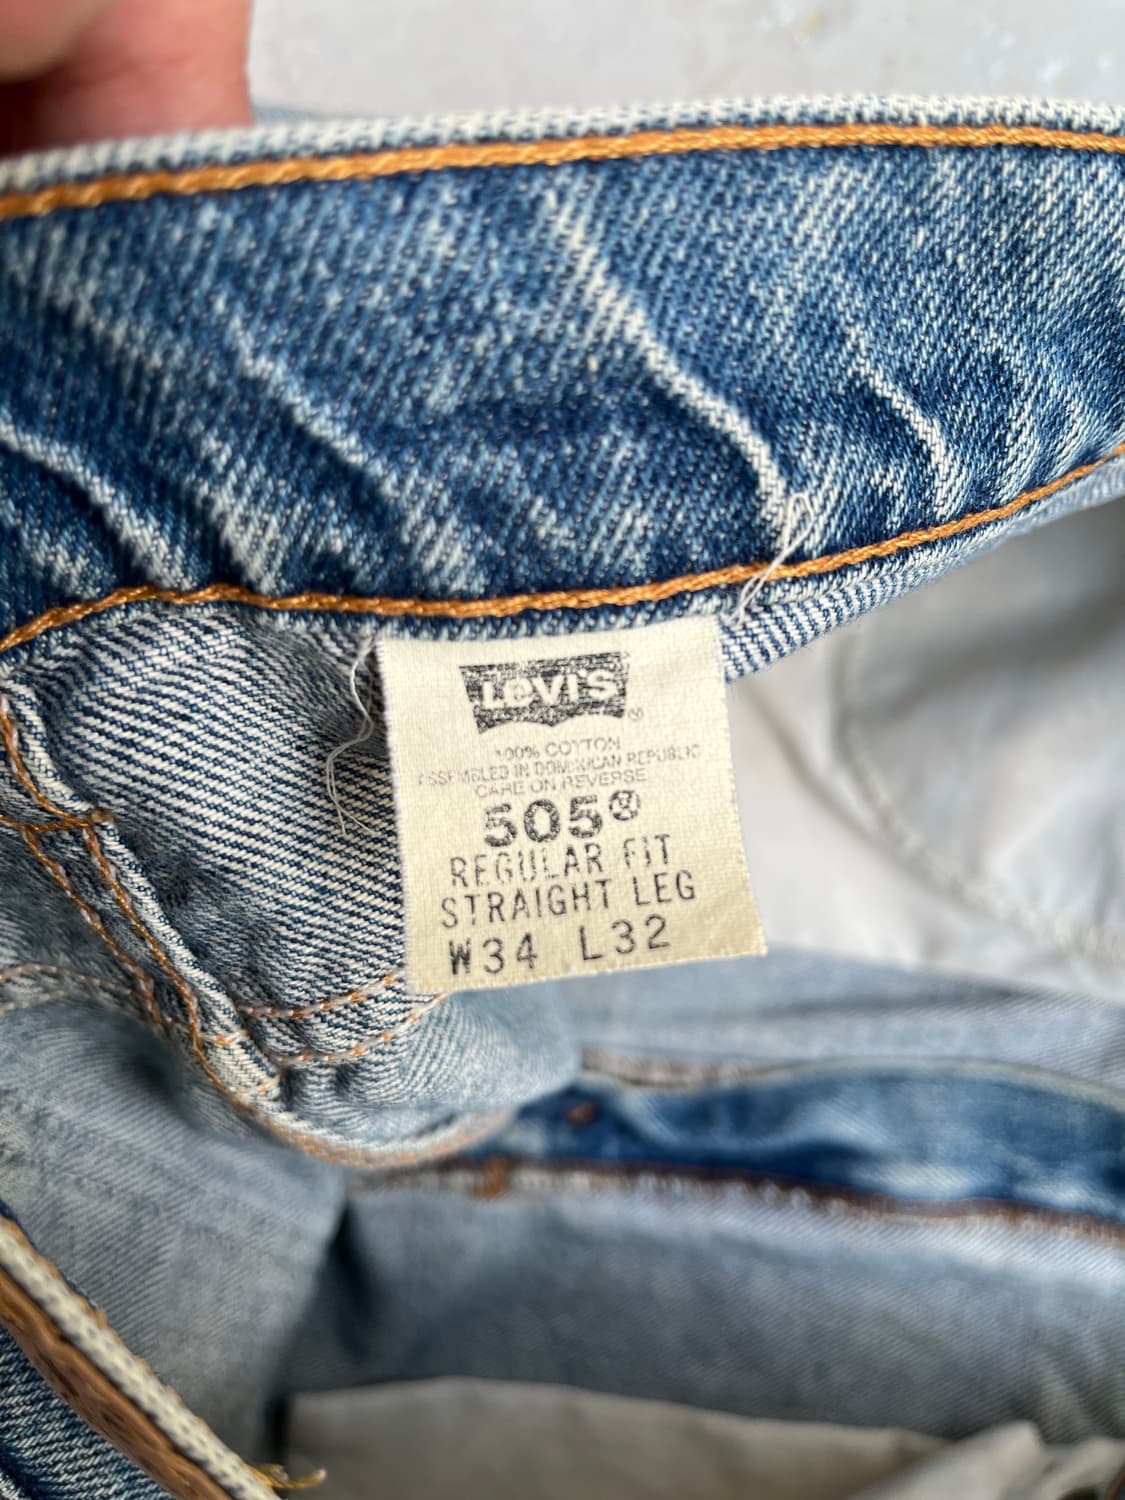 LEVI'S ®
100% COTTON
ASSEMBLED IN DOMINICAN REPUBLIC
CARE ON REVERSE
505®
REGULAR FIT
STRAIGHT LEG
W34 L32